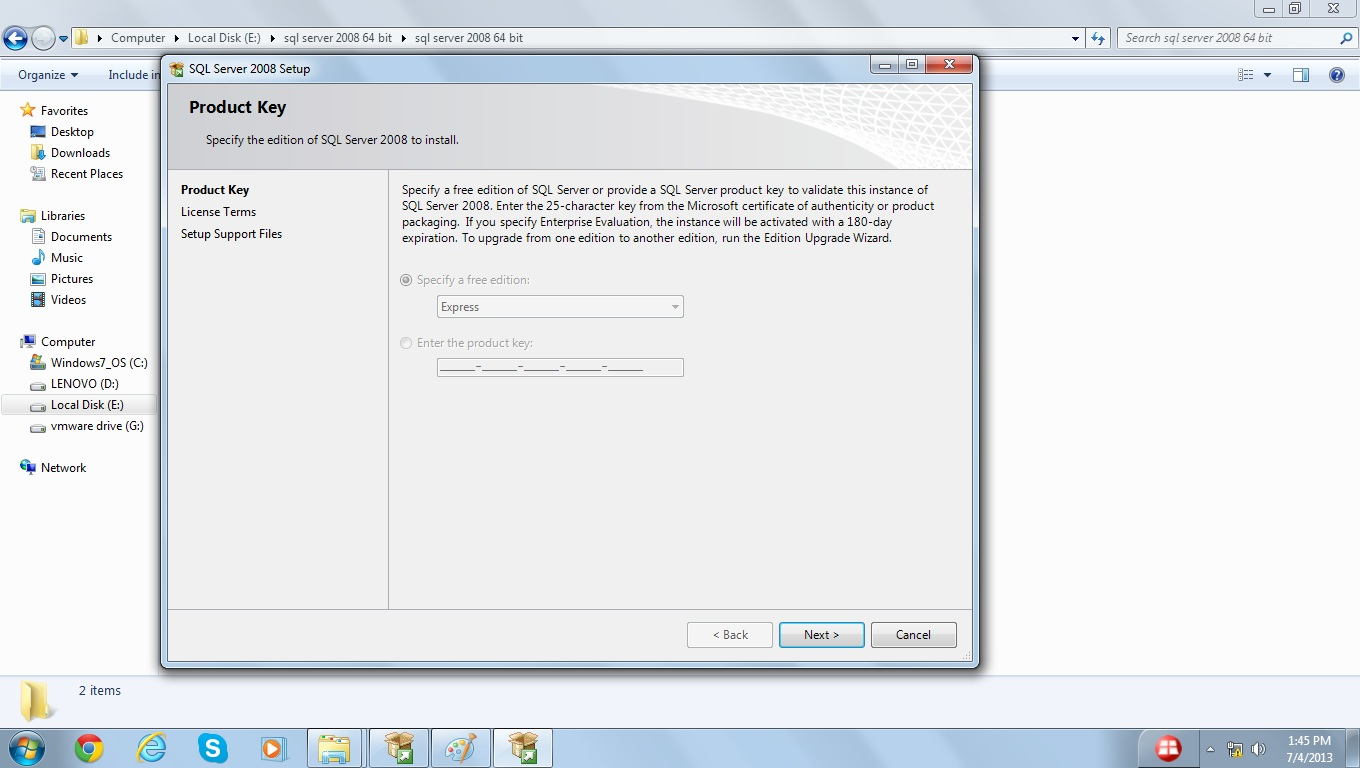 Computer
Local Disk (E:)
sql server 2008 64 bit
sql server 2008 64 bit
Search sql server 2008 64 bit
Organize
Include in
SQL Server 2008 Setup
Product Key
Specify the edition of SQL Server 2008 to install.
Favorites
Desktop
Downloads
Recent Places
Libraries
Documents
Music
Pictures
Videos
Computer
Windows7_OS (C:)
LENOVO (D:)
Local Disk (E:)
vmware drive (G:)
Network
Product Key
License Terms
Setup Support Files
Specify a free edition of SQL Server or provide a SQL Server product key to validate this instance of
SQL Server 2008. Enter the 25-character key from the Microsoft certificate of authenticity or product
packaging. If you specify Enterprise Evaluation, the instance will be activated with a 180-day
expiration. To upgrade from one edition to another edition, run the Edition Upgrade Wizard.
Specify a free edition:
Express
Enter the product key:
_____-_____-_____-_____-_____
< Back
Next >
Cancel
2 items
1:45 PM
7/4/2013